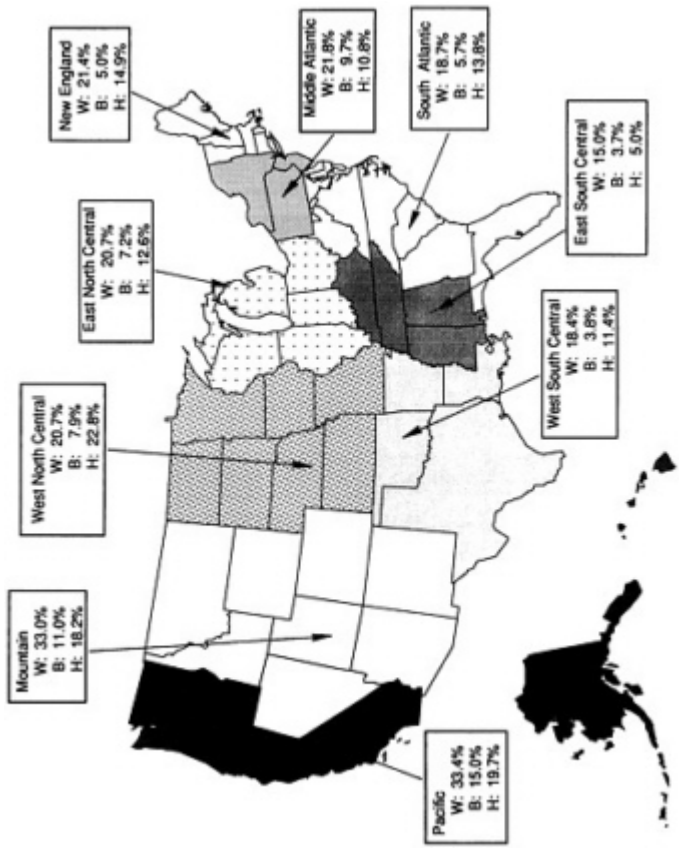 Pacific
W: 33.4%
B: 15.0%
H: 19.7%
Mountain
W: 33.0%
B: 11.0%
H: 18.2%
West North Central
W: 20.7%
B: 7.9%
H: 22.8%
West South Central
W: 18.4%
B: 3.8%
H: 11.4%
East North Central
W: 20.7%
B: 7.2%
H: 12.6%
East South Central
W: 15.0%
B: 3.7%
H: 5.0%
New England
W: 21.4%
B: 5.0%
H: 14.9%
Middle Atlantic
W: 21.8%
B: 9.7%
H: 10.8%
South Atlantic
W: 18.7%
B: 5.7%
H: 13.8%